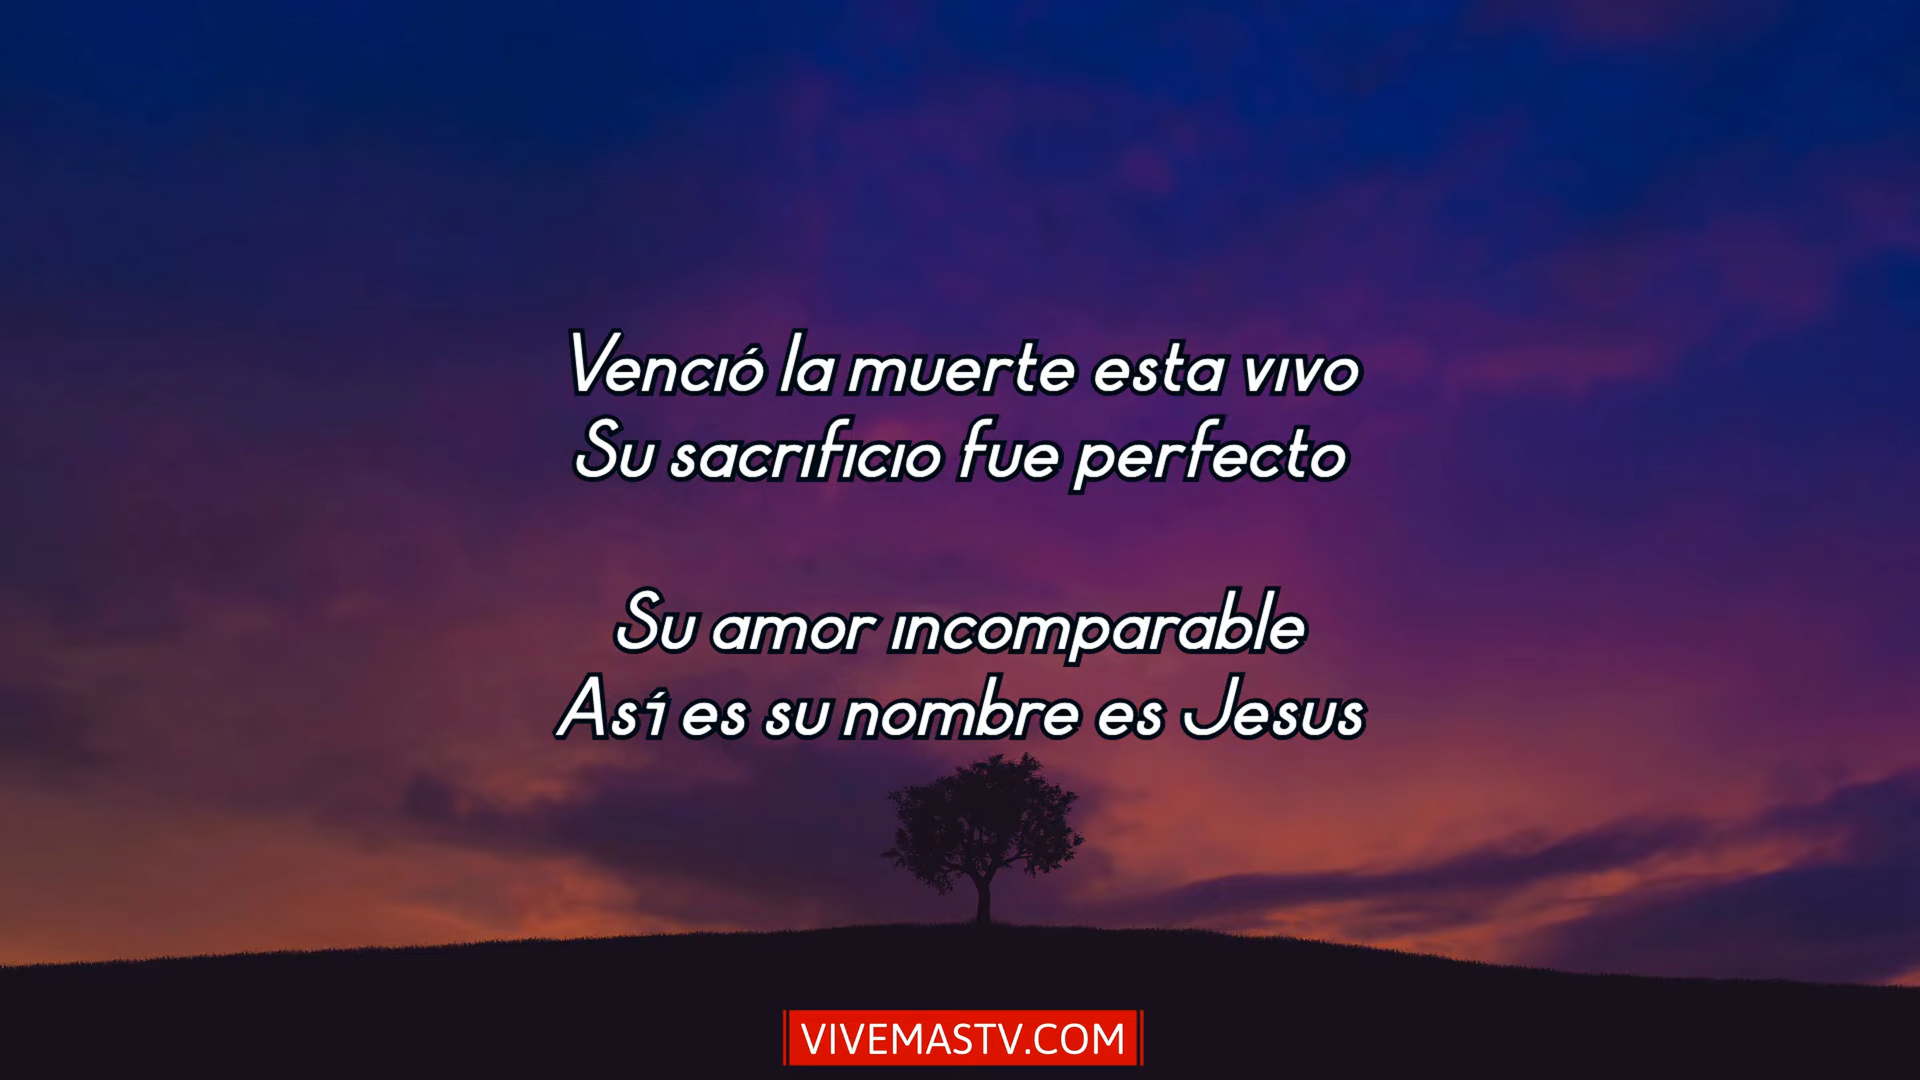 Venció la muerte esta vivo
Su sacrificio fue perfecto
Su amor incomparable
Así es su nombre es Jesus
VIVEMASTV.COM